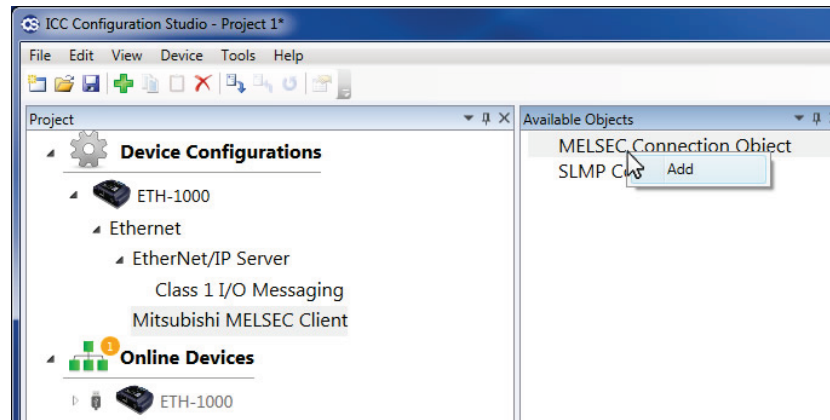 ICC Configuration Studio - Project 1*
File Edit View Device Tools Help
Project
Device Configurations
ETH-1000
Ethernet
EtherNet/IP Server
Class 1 I/O Messaging
Mitsubishi MELSEC Client
1
Online Devices
ETH-1000
Available Objects
MELSEC Connection Object
SLMP
Add